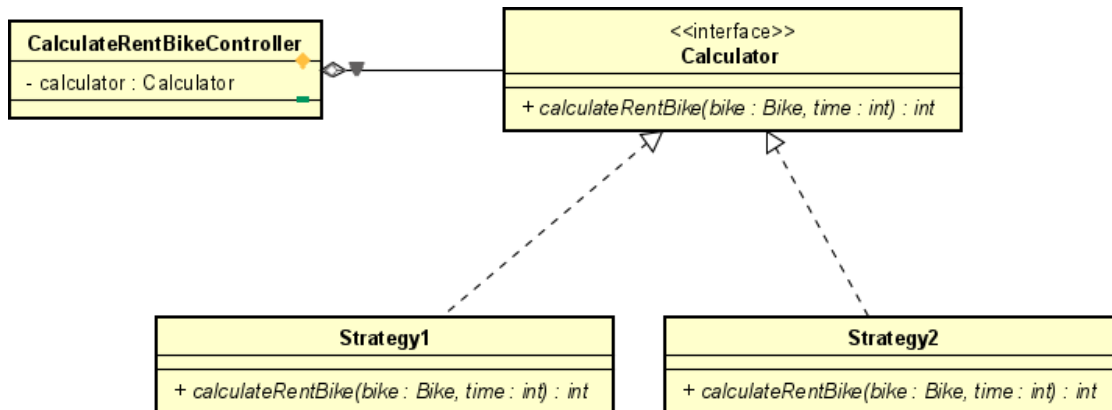 CalculateRentBikeController
- calculator : Calculator
<<interface>>
Calculator
+ calculateRentBike(bike : Bike, time : int) : int
Strategy1
+ calculateRentBike(bike : Bike, time : int) : int
Strategy2
+ calculateRentBike(bike : Bike, time : int) : int